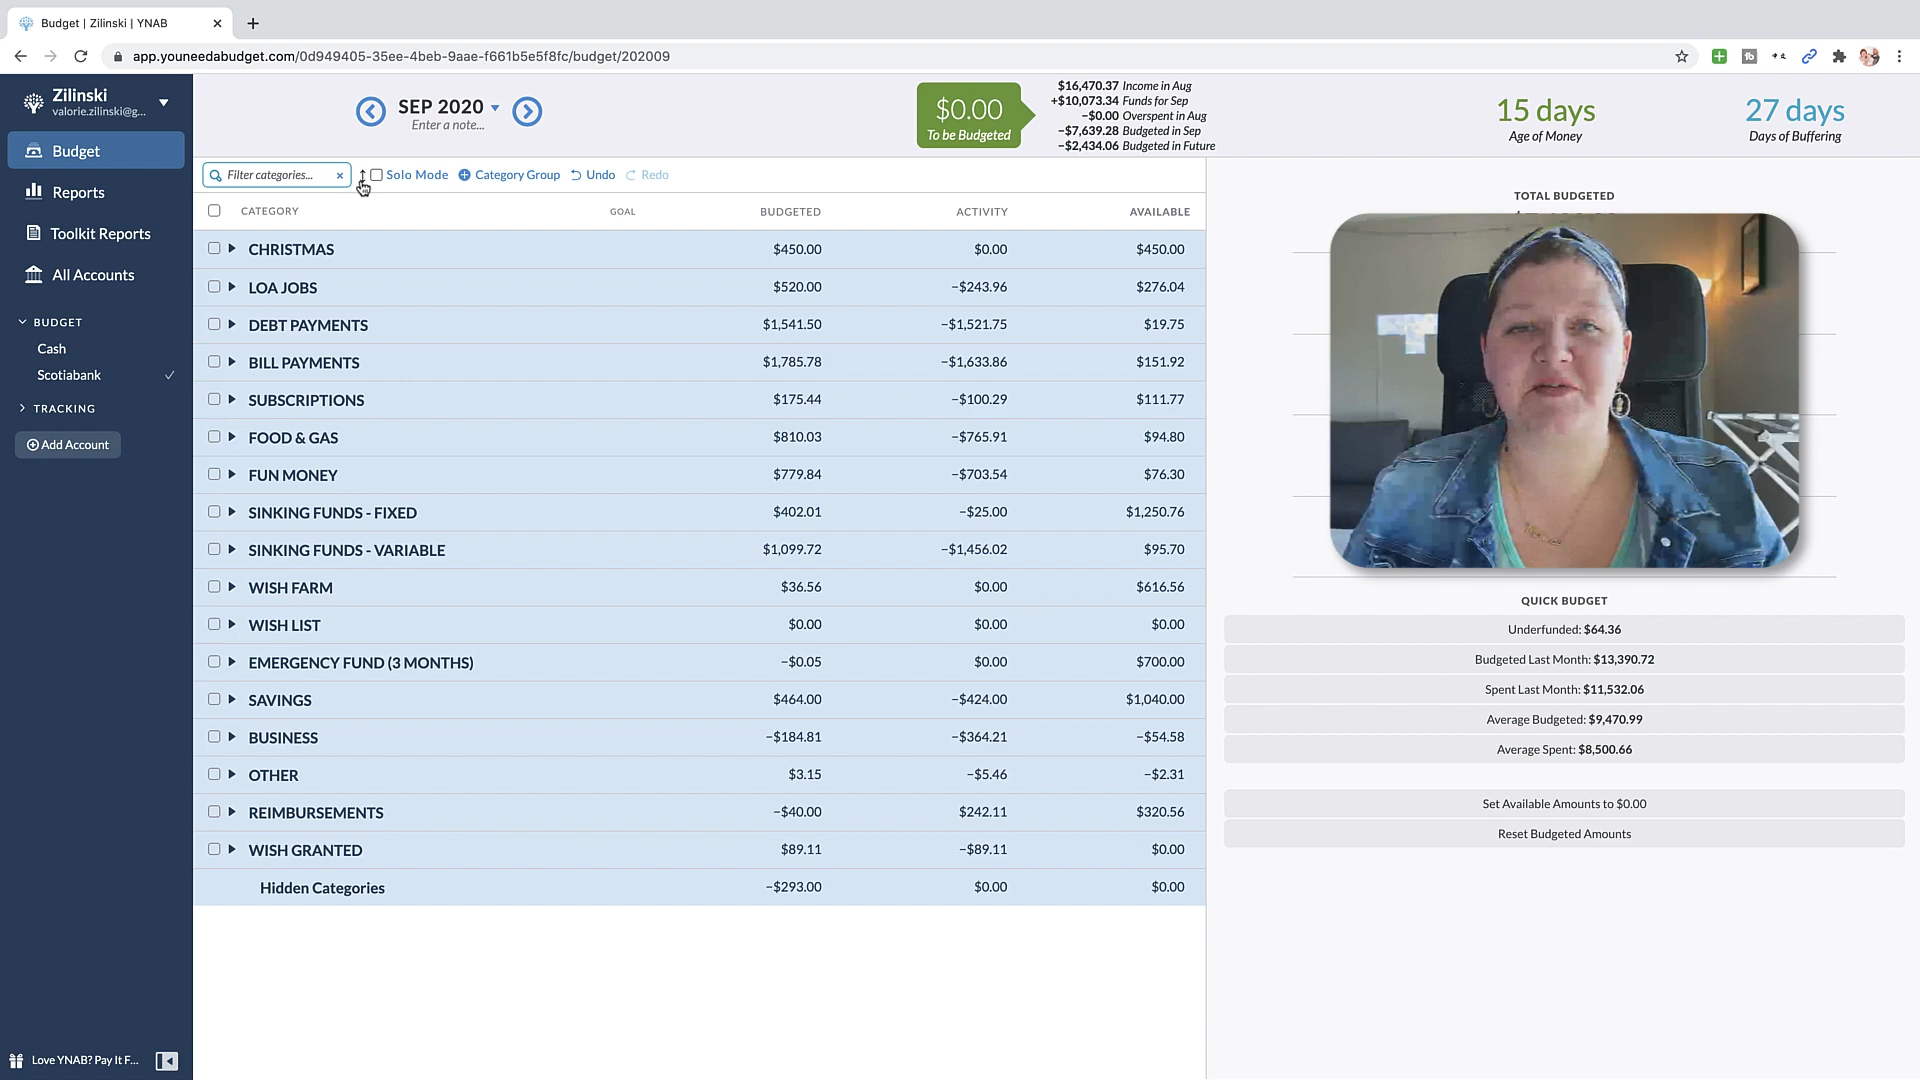 Budget | Zilinski | YNAB
app.youneedabudget.com/0d949405-35ee-4beb-9aae-f661b5e5f8fc/budget/202009
Zilinski
valorie.zilinski@g...
Budget
Reports
Toolkit Reports
All Accounts
BUDGET
Cash
Scotiabank
TRACKING
Add Account
Love YNAB? Pay It F...
SEP 2020
Enter a note...
$0.00
To be Budgeted
$16,470.37 Income in Aug
+$10,073.34 Funds for Sep
−$0.00 Overspent in Aug
−$7,639.28 Budgeted in Sep
−$2,434.06 Budgeted in Future
15 days
Age of Money
27 days
Days of Buffering
Filter categories...
Solo Mode
Category Group
Undo
Redo
CATEGORY GOAL BUDGETED ACTIVITY AVAILABLE
CHRISTMAS $450.00 $0.00 $450.00
LOA JOBS $520.00 −$243.96 $276.04
DEBT PAYMENTS $1,541.50 −$1,521.75 $19.75
BILL PAYMENTS $1,785.78 −$1,633.86 $151.92
SUBSCRIPTIONS $175.44 −$100.29 $111.77
FOOD & GAS $810.03 −$765.91 $94.80
FUN MONEY $779.84 −$703.54 $76.30
SINKING FUNDS - FIXED $402.01 −$25.00 $1,250.76
SINKING FUNDS - VARIABLE $1,099.72 −$1,456.02 $95.70
WISH FARM $36.56 $0.00 $616.56
WISH LIST $0.00 $0.00 $0.00
EMERGENCY FUND (3 MONTHS) −$0.05 $0.00 $700.00
SAVINGS $464.00 −$424.00 $1,040.00
BUSINESS −$184.81 −$364.21 −$54.58
OTHER $3.15 −$5.46 −$2.31
REIMBURSEMENTS −$40.00 $242.11 $320.56
WISH GRANTED $89.11 −$89.11 $0.00
Hidden Categories −$293.00 $0.00 $0.00
TOTAL BUDGETED
QUICK BUDGET
Underfunded: $64.36
Budgeted Last Month: $13,390.72
Spent Last Month: $11,532.06
Average Budgeted: $9,470.99
Average Spent: $8,500.66
Set Available Amounts to $0.00
Reset Budgeted Amounts